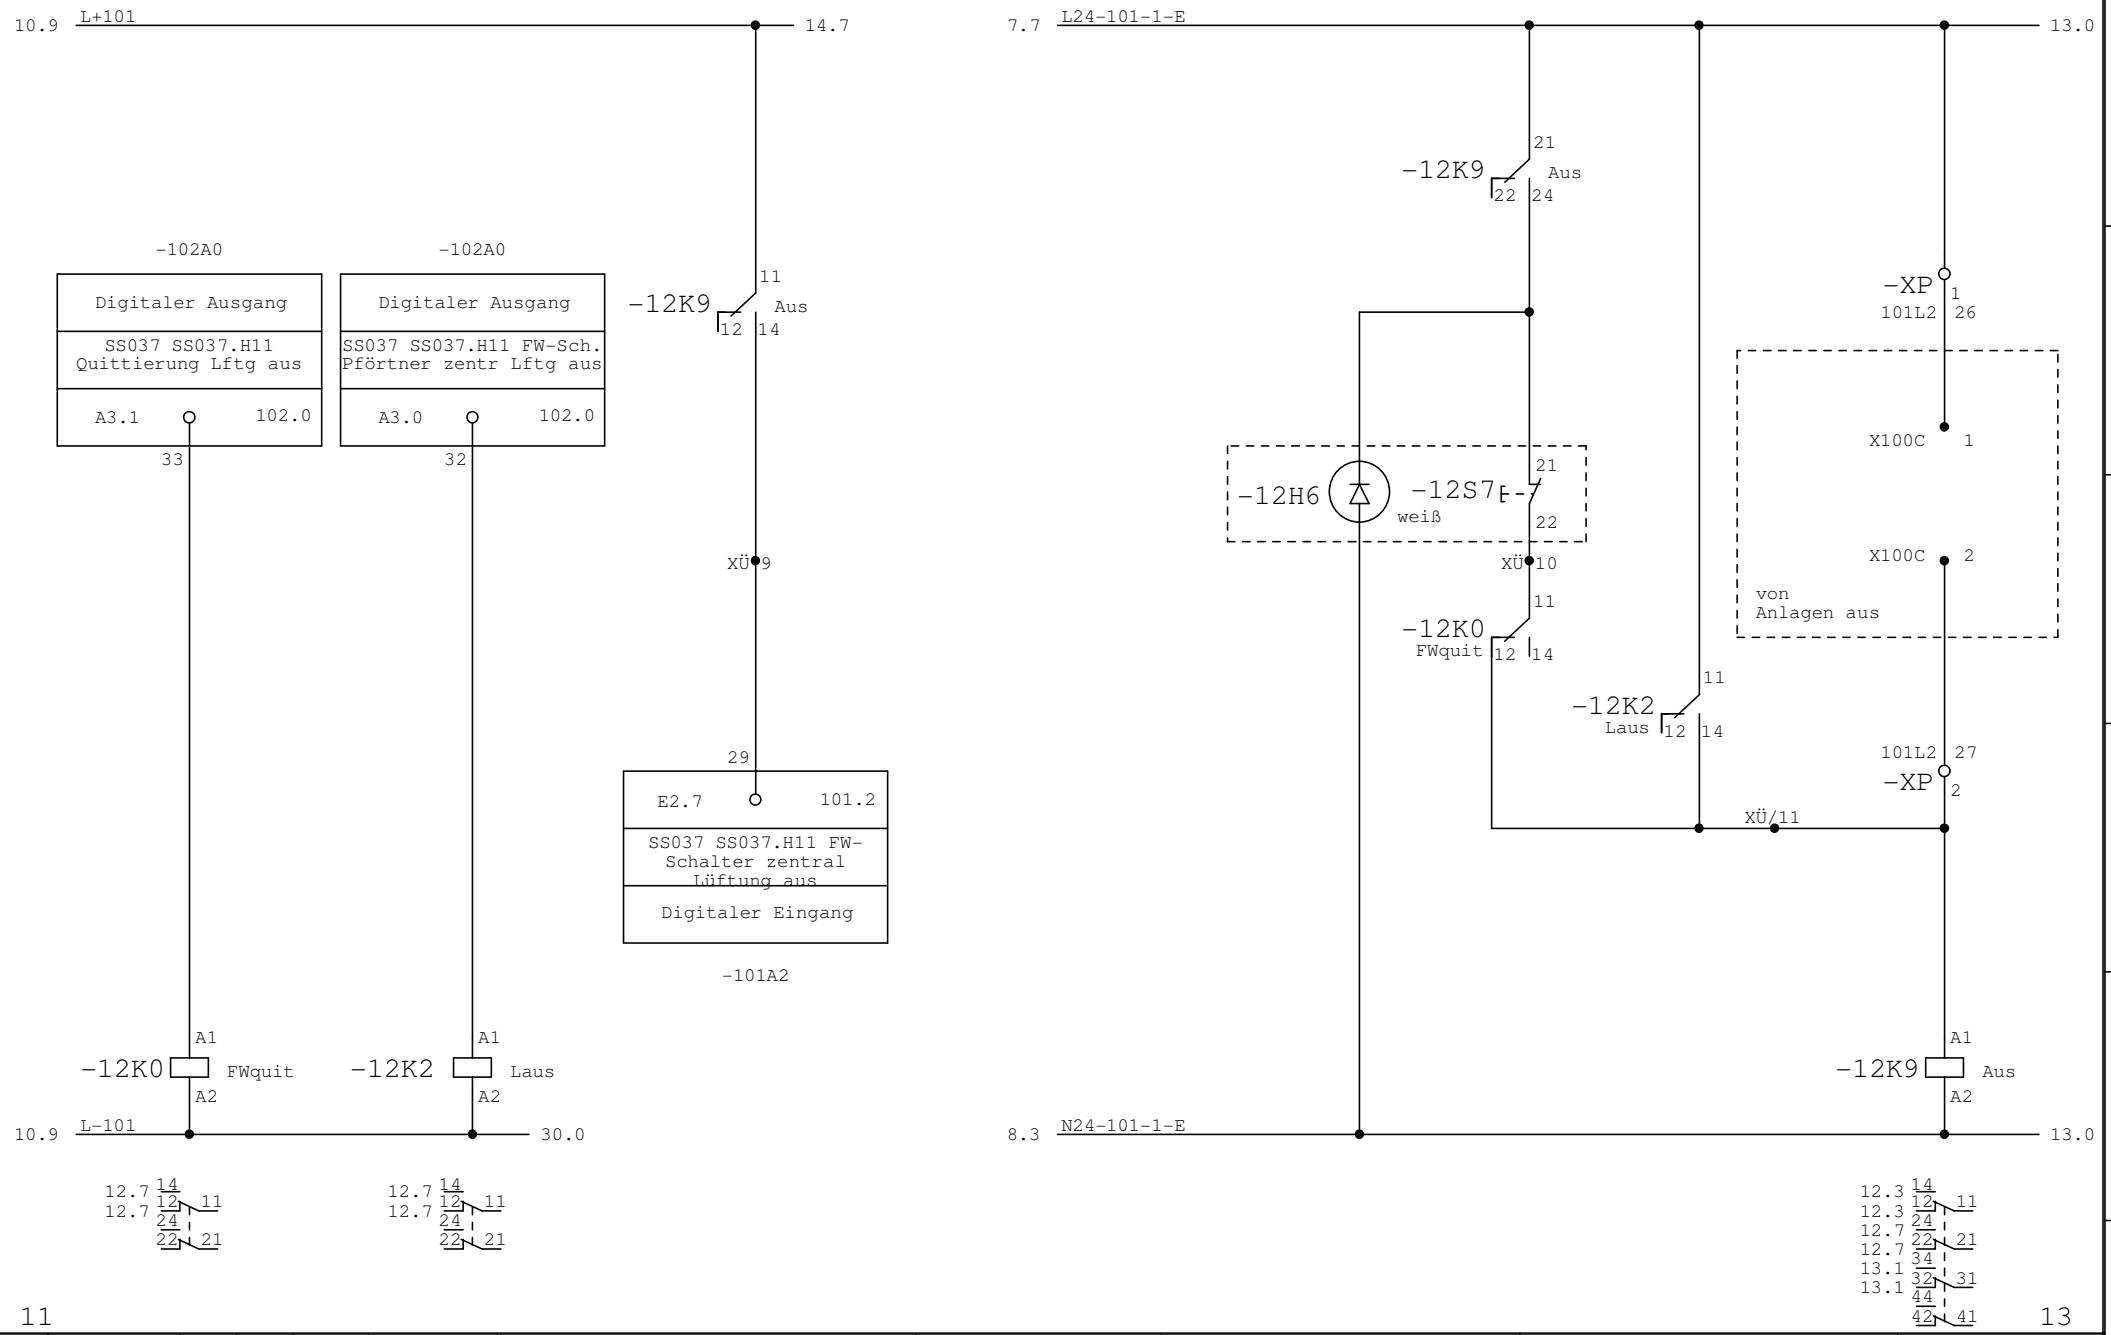 10.9 L+101 14.7
7.7 L24-101-1-E 13.0
21
-12K9 Aus
22 24
-102A0
Digitaler Ausgang
SS037 SS037.H11
Quittierung Lftg aus
A3.1 102.0
33
-102A0
Digitaler Ausgang
SS037 SS037.H11 FW-Sch.
Pförtner zentr Lftg aus
A3.0 102.0
32
11
-12K9 Aus
12 14
-XP 1
101L2 26
X100C 1
X100C 2
von
Anlagen aus
-12H6
weiß
21
-12S7
22
XÜ 9
XÜ 10
11
-12K0
FWquit 12 14
11
-12K2
Laus 12 14
101L2 27
-XP 2
XÜ/11
29
E2.7 101.2
SS037 SS037.H11 FW-
Schalter zentral
Lüftung aus
Digitaler Eingang
-101A2
A1
-12K0 FWquit
A2
A1
-12K2 Laus
A2
A1
-12K9 Aus
A2
10.9 L-101 30.0
8.3 N24-101-1-E 13.0
14
12.7 12 11
12.7 24
22 21
14
12.7 12 11
12.7 24
22 21
14
12.3 12 11
12.3 24
12.7 22 21
12.7 34
13.1 32 31
13.1 44
42 41
11
13